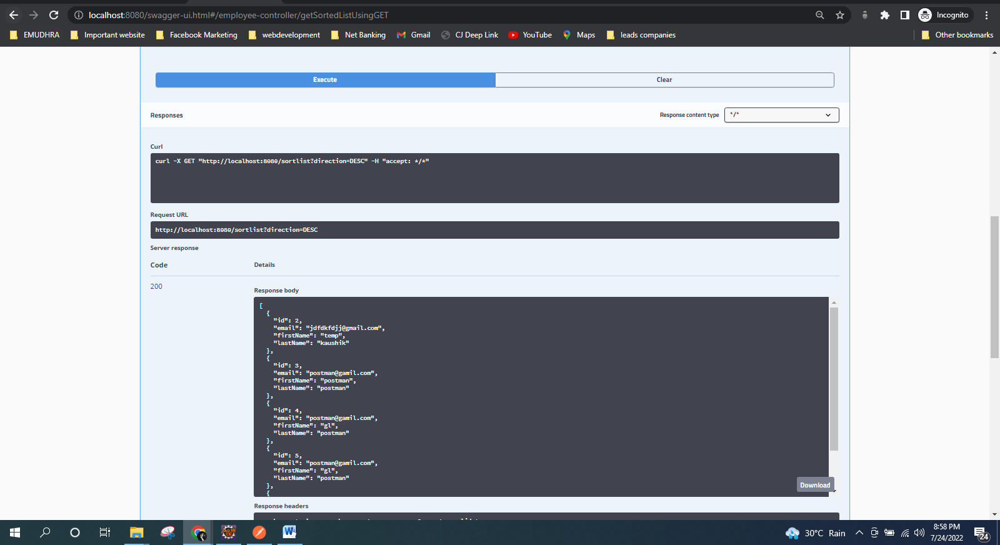 localhost:8080/swagger-ui.html#/employee-controller/getSortedListUsingGET
Incognito
EMUDHRA
Important website
Facebook Marketing
webdevelopment
Net Banking
Gmail
CJ Deep Link
YouTube
Maps
leads companies
Other bookmarks
Execute
Clear
Responses
Response content type
*/*
Curl
curl -X GET "http://localhost:8080/sortlist?direction=DESC" -H "accept: */*"
Request URL
http://localhost:8080/sortlist?direction=DESC
Server response
Code
Details
200
Response body
[
{
"id": 2,
"email": "jdfdkfdjj@gmail.com",
"firstName": "temp",
"lastName": "kaushik"
},
{
"id": 3,
"email": "postman@gamil.com",
"firstName": "postman",
"lastName": "postman"
},
{
"id": 4,
"email": "postman@gamil.com",
"firstName": "gl",
"lastName": "postman"
},
{
"id": 5,
"email": "postman@gamil.com",
"firstName": "gl",
"lastName": "postman"
},
{
Download
Response headers
30°C Rain
8:58 PM
7/24/2022
24